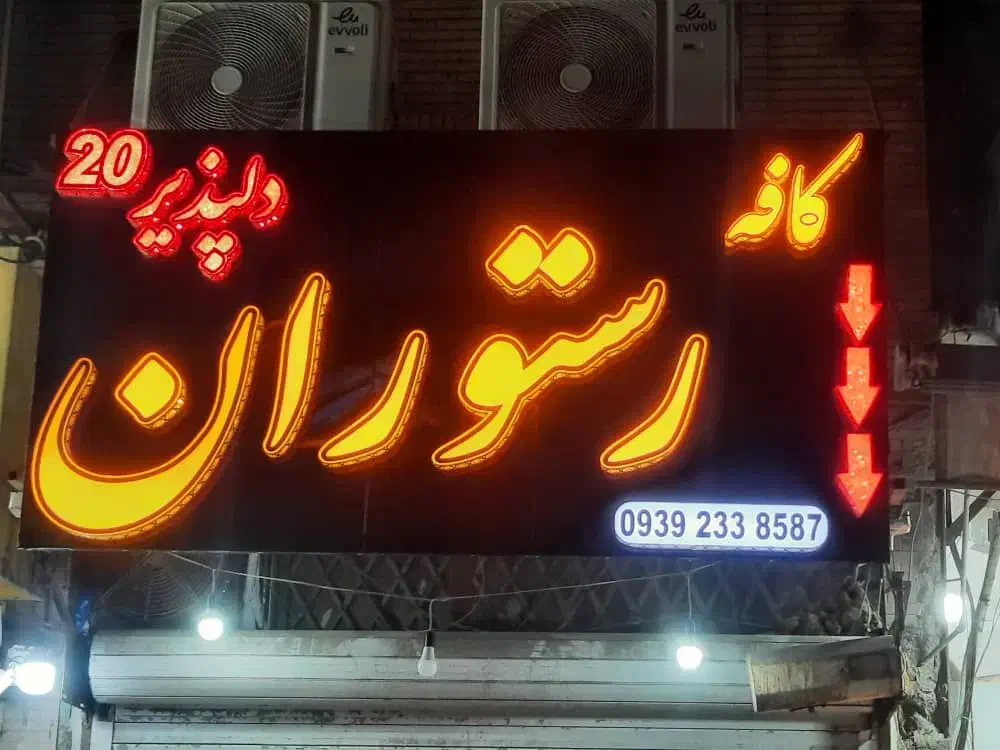 evvoli
evvoli
کافه
رستوران
دلپذیر 20
0939 233 8587